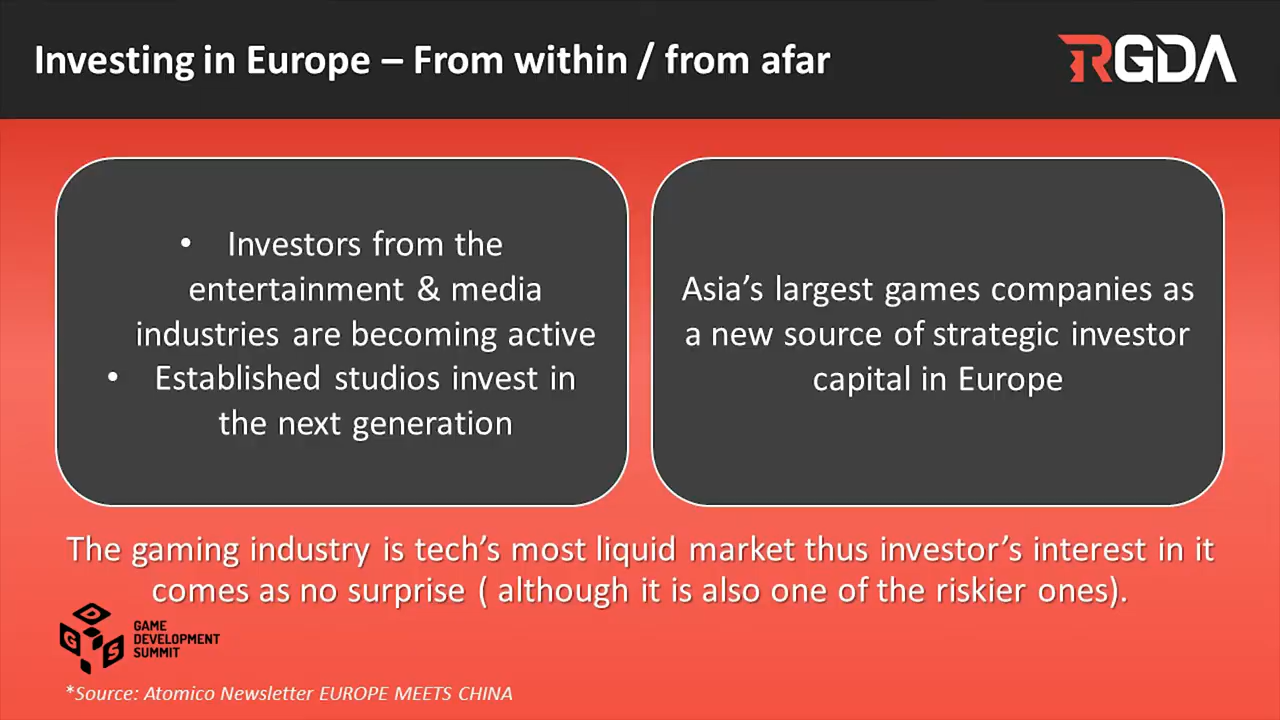 Investing in Europe – From within / from afar
RGDA
• Investors from the
entertainment & media
industries are becoming active
• Established studios invest in
the next generation
Asia’s largest games companies as
a new source of strategic investor
capital in Europe
The gaming industry is tech’s most liquid market thus investor’s interest in it
comes as no surprise ( although it is also one of the riskier ones).
GDS
GAME
DEVELOPMENT
SUMMIT
*Source: Atomico Newsletter EUROPE MEETS CHINA